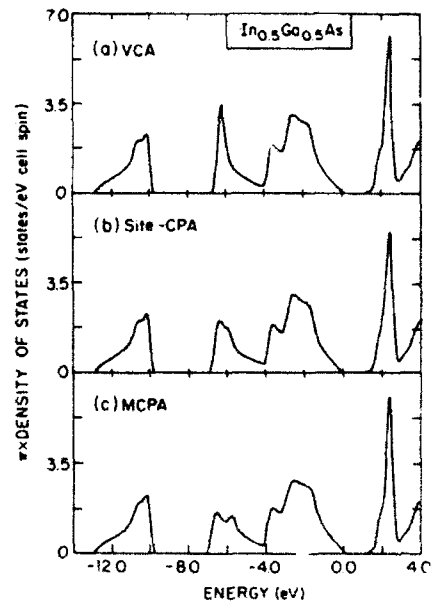 7.0
In0.5Ga0.5As
(a) VCA
3.5
0
(b) Site-CPA
3.5
0
(c) MCPA
3.5
0
π×DENSITY OF STATES (states/eV cell spin)
-12.0 -8.0 -4.0 0.0 4.0
ENERGY (eV)